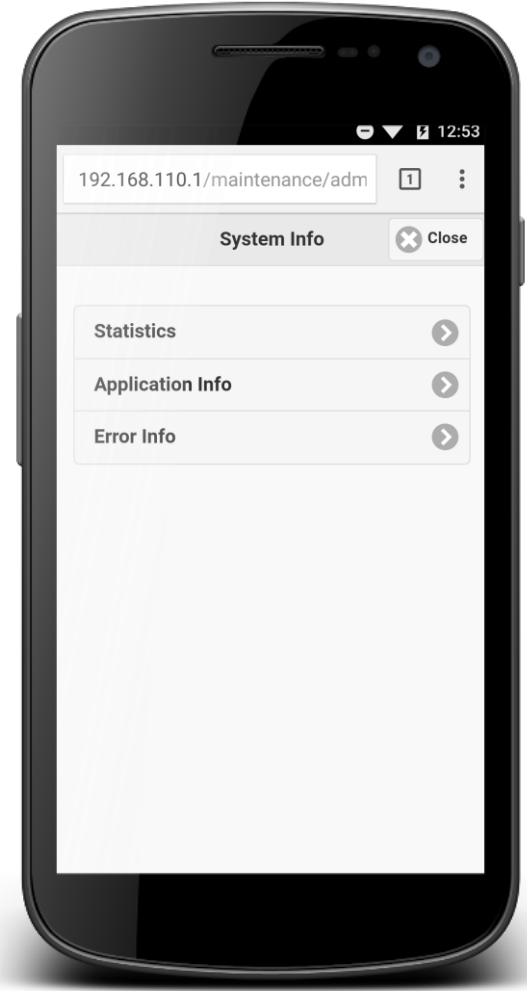 12:53
192.168.110.1/maintenance/adm
1
System Info
Close
Statistics
Application Info
Error Info